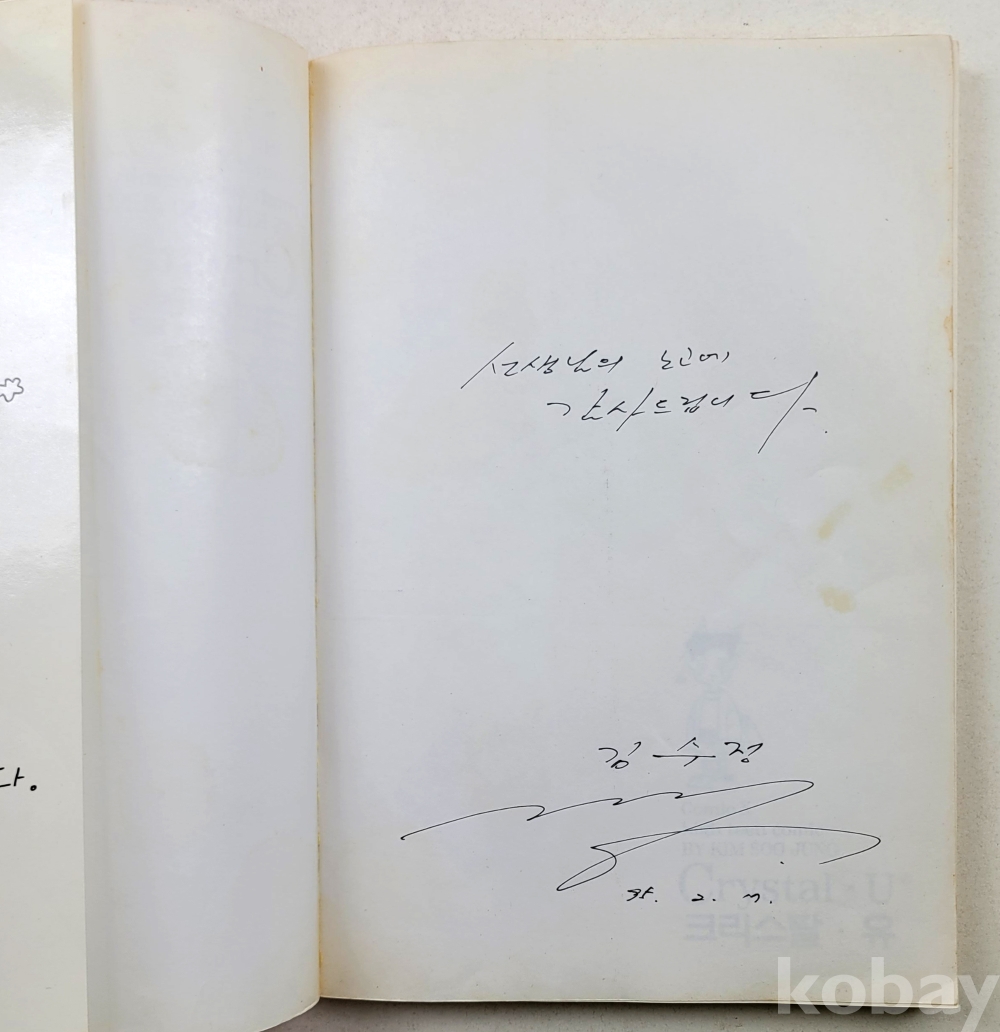 다.
선생님의 노고에
감사드립니다.
김수정
95. 2. 7.
BY KIM SOO-JUNG
Crystal · U
크리스탈 · 유
kobay